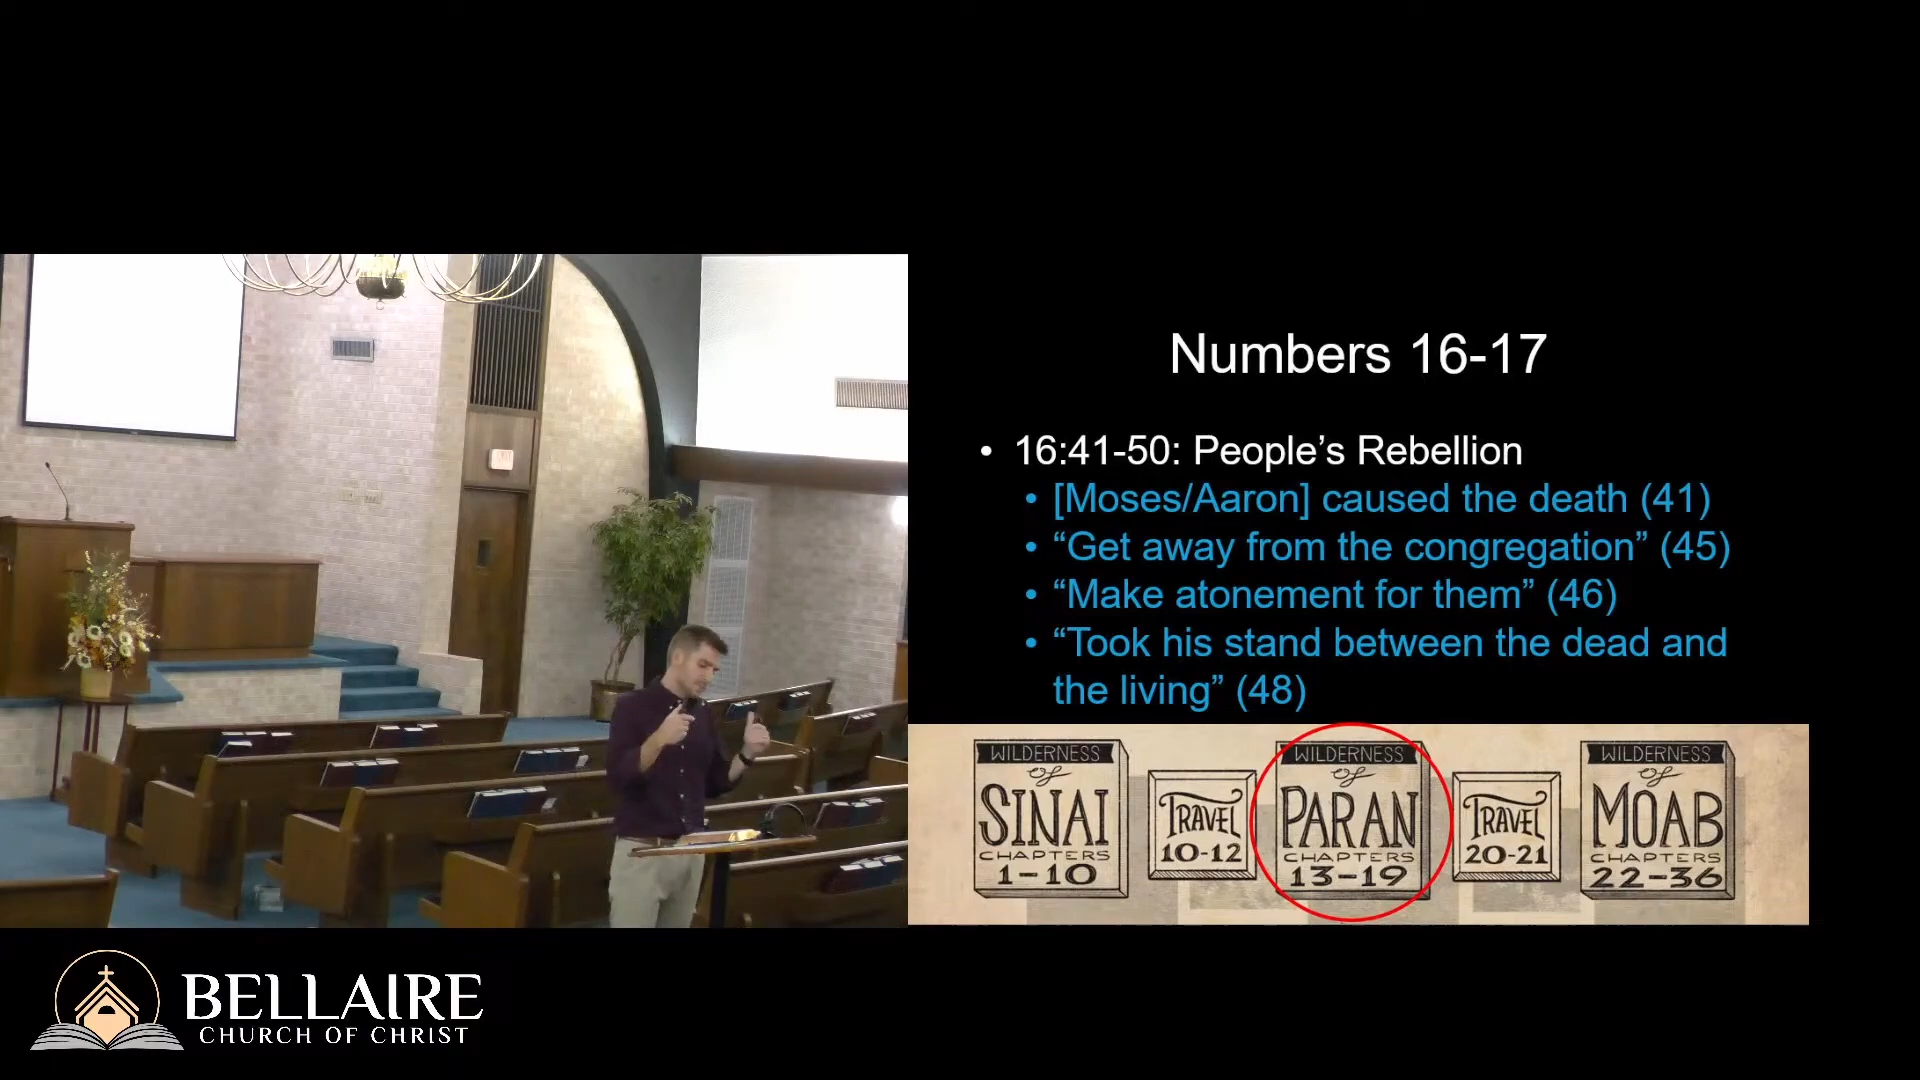 Numbers 16-17
• 16:41-50: People’s Rebellion
• [Moses/Aaron] caused the death (41)
• “Get away from the congregation” (45)
• “Make atonement for them” (46)
• “Took his stand between the dead and
the living” (48)
WILDERNESS
of
SINAI
CHAPTERS
1-10
TRAVEL
10-12
WILDERNESS
of
PARAN
CHAPTERS
13-19
TRAVEL
20-21
WILDERNESS
of
MOAB
CHAPTERS
22-36
BELLAIRE
CHURCH OF CHRIST